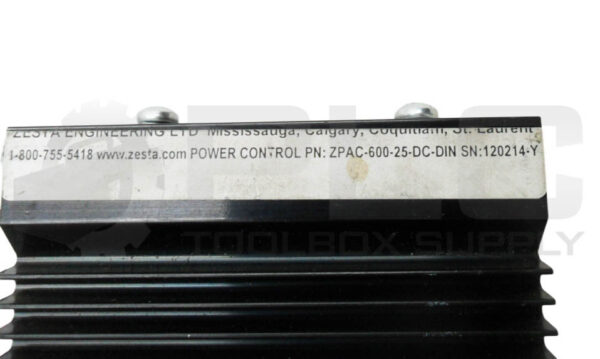 ZESTA ENGINEERING LTD Mississauga, Calgary, Coquitlam, St. Laurent
1-800-755-5418 www.zesta.com POWER CONTROL PN: ZPAC-600-25-DC-DIN SN:120214-Y
PLC
TOOLBOX SUPPLY